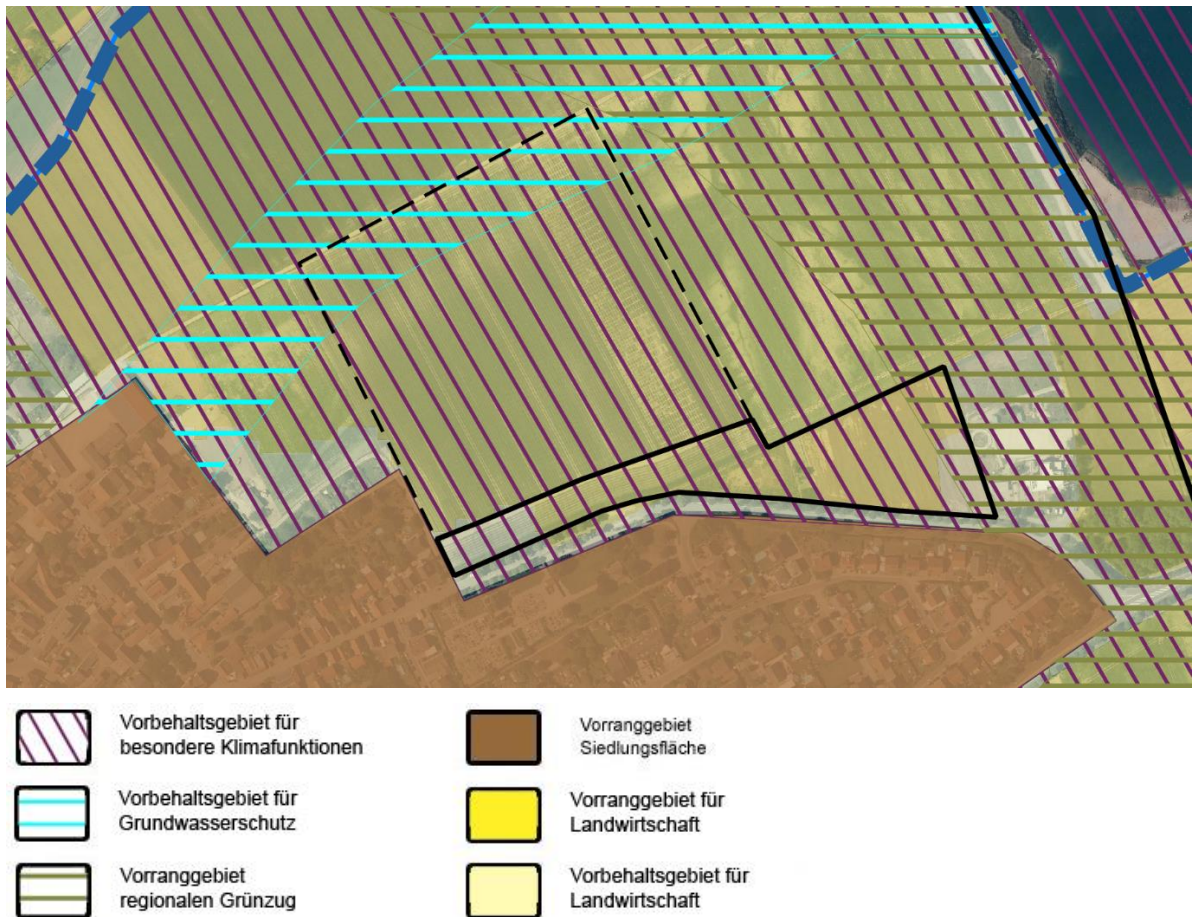 Vorbehaltsgebiet für
besondere Klimafunktionen
Vorbehaltsgebiet für
Grundwasserschutz
Vorranggebiet
regionalen Grünzug
Vorranggebiet
Siedlungsfläche
Vorranggebiet für
Landwirtschaft
Vorbehaltsgebiet für
Landwirtschaft